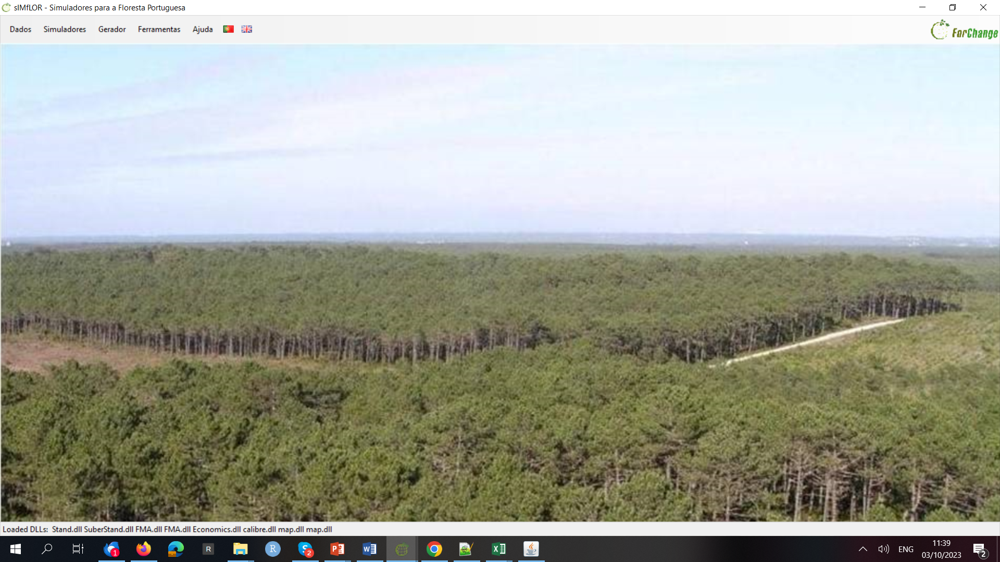 sIMfLOR - Simuladores para a Floresta Portuguesa
Dados Simuladores Gerador Ferramentas Ajuda
ForChange
Loaded DLLs: Stand.dll SuberStand.dll FMA.dll FMA.dll Economics.dll calibre.dll map.dll map.dll
1 R R 2 ENG 11:39
03/10/2023 2